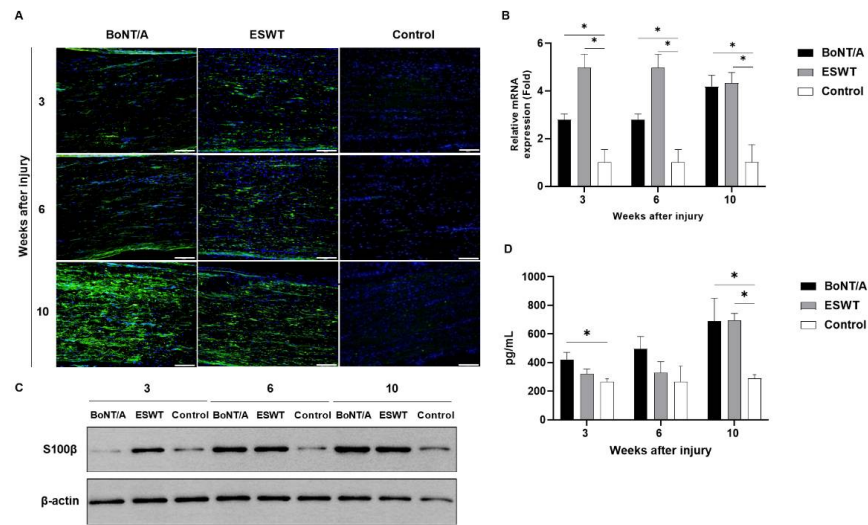 A
BoNT/A ESWT Control
Weeks after injury
3
6
10
B
Relative mRNA
expression (Fold)
6
4
2
0
* * * * * *
3 6 10
Weeks after injury
BoNT/A
ESWT
Control
C
3 6 10
BoNT/A ESWT Control BoNT/A ESWT Control BoNT/A ESWT Control
S100β
β-actin
D
pg/mL
1000
800
600
400
200
0
* * *
3 6 10
Weeks after injury
BoNT/A
ESWT
Control